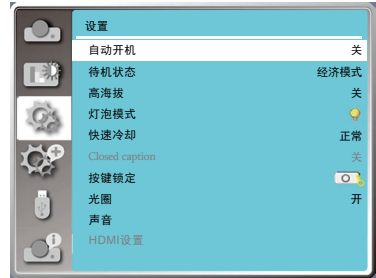 设置
自动开机 关
待机状态 经济模式
高海拔 关
灯泡模式
快速冷却 正常
Closed caption 关
按键锁定
光圈 开
声音
HDMI设置